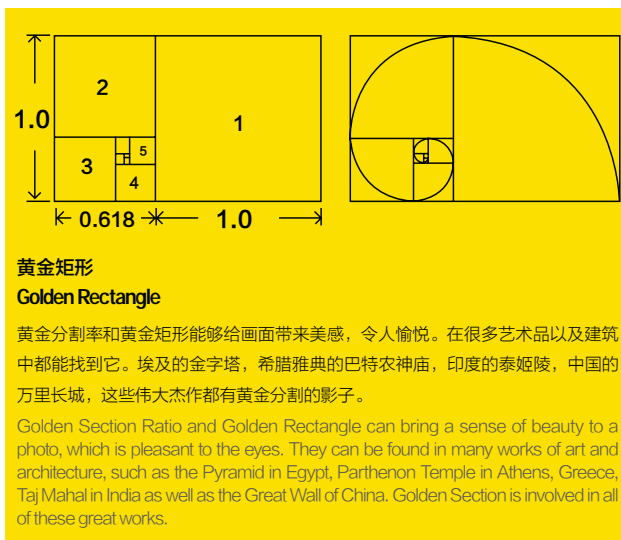 2
1.0
1
3
5
4
0.618
1.0
黄金矩形
Golden Rectangle
黄金分割率和黄金矩形能够给画面带来美感，令人愉悦。在很多艺术品以及建筑
中都能找到它。埃及的金字塔，希腊雅典的巴特农神庙，印度的泰姬陵，中国的
万里长城，这些伟大杰作都有黄金分割的影子。
Golden Section Ratio and Golden Rectangle can bring a sense of beauty to a
photo, which is pleasant to the eyes. They can be found in many works of art and
architecture, such as the Pyramid in Egypt, Parthenon Temple in Athens, Greece,
Taj Mahal in India as well as the Great Wall of China. Golden Section is involved in all
of these great works.